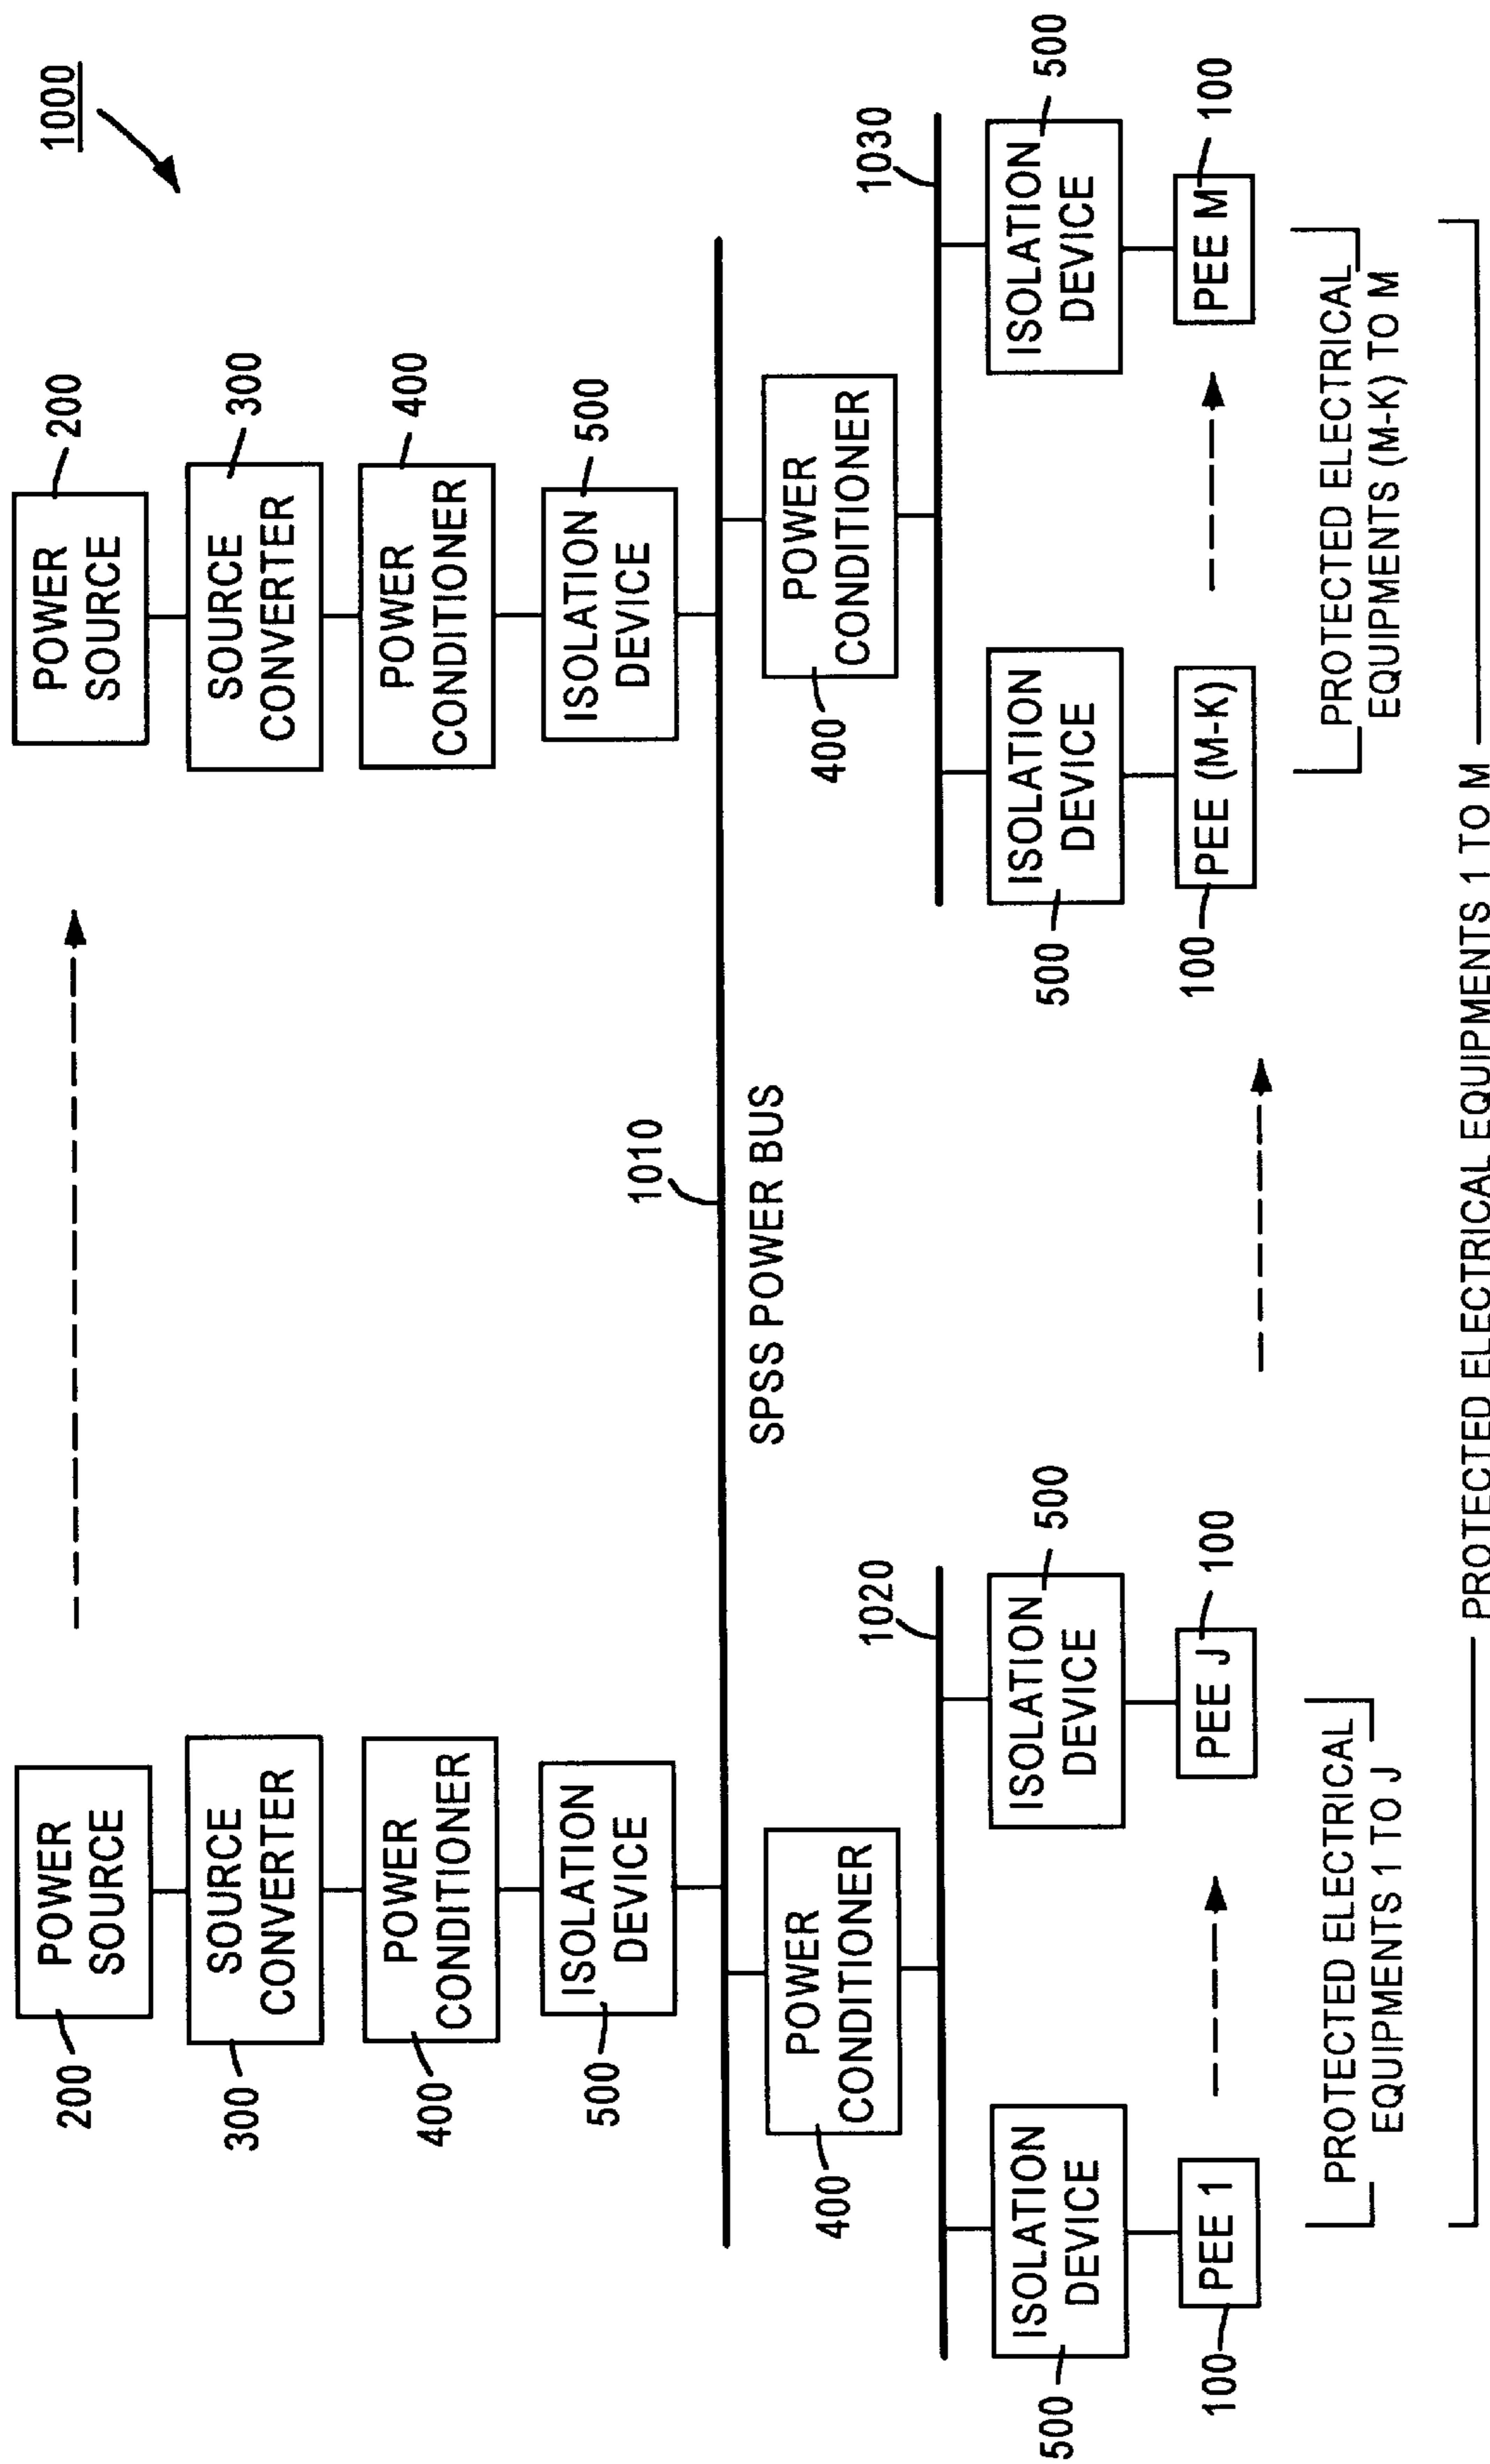 1000
POWER
SOURCE
200
POWER
SOURCE
200
SOURCE
CONVERTER
300
SOURCE
CONVERTER
300
POWER
CONDITIONER
400
POWER
CONDITIONER
400
ISOLATION
DEVICE
500
ISOLATION
DEVICE
500
1010
SPSS POWER BUS
POWER
CONDITIONER
400
POWER
CONDITIONER
400
1020
1030
ISOLATION
DEVICE
500
ISOLATION
DEVICE
500
ISOLATION
DEVICE
500
ISOLATION
DEVICE
500
PEE 1
100
PEE J
100
PEE (M-K)
100
PEE M
100
PROTECTED ELECTRICAL
EQUIPMENTS 1 TO J
PROTECTED ELECTRICAL
EQUIPMENTS (M-K) TO M
PROTECTED ELECTRICAL EQUIPMENTS 1 TO M